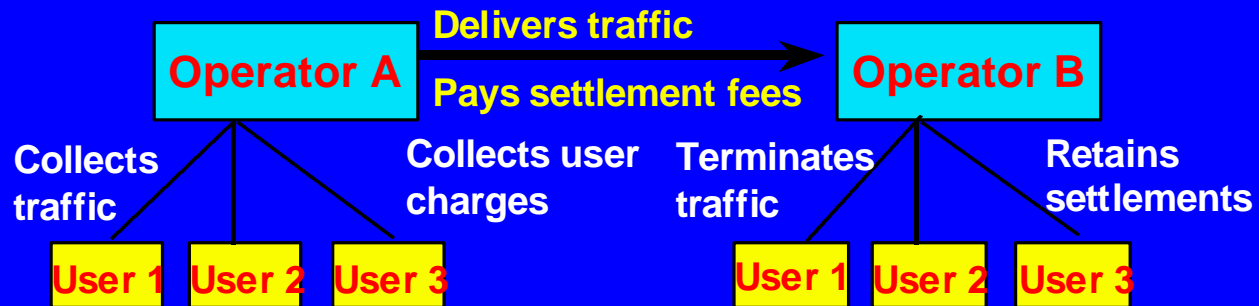 Delivers traffic
Operator A
Operator B
Pays settlement fees
Collects
traffic
Collects user
charges
Terminates
traffic
Retains
settlements
User 1
User 2
User 3
User 1
User 2
User 3